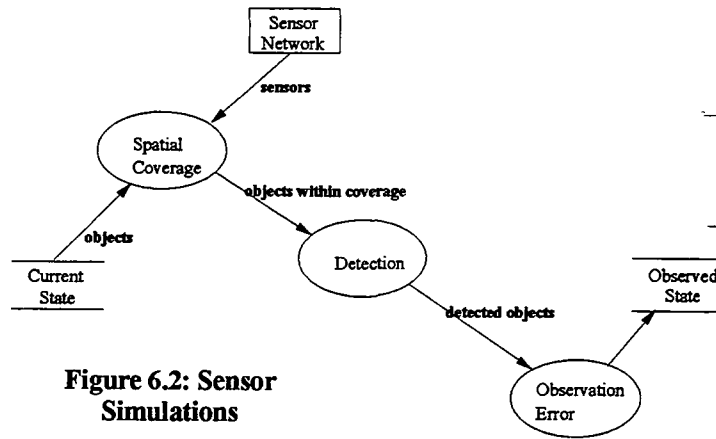 Sensor
Network
sensors
Spatial
Coverage
objects within coverage
objects
Current
State
Detection
Observed
State
detected objects
Observation
Error
Figure 6.2: Sensor
Simulations